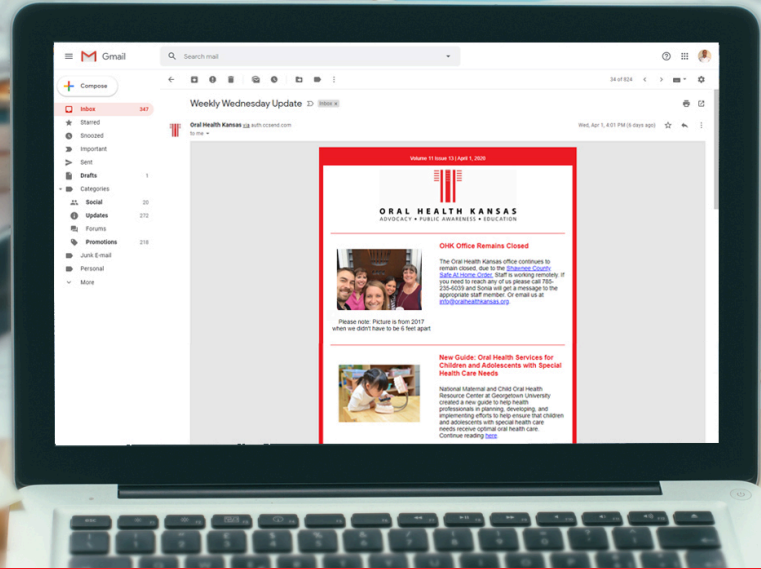 Gmail
Search mail
Compose
34 of 824
Inbox 347
Starred
Snoozed
Important
Sent
Drafts 1
Categories
Social 20
Updates 272
Forums
Promotions 218
Junk E-mail
Personal
More
Weekly Wednesday Update Inbox x
Oral Health Kansas via auth.ccsend.com
to me
Wed, Apr 1, 4:01 PM (6 days ago)
Volume 11 Issue 13 | April 1, 2020
ORAL HEALTH KANSAS
ADVOCACY • PUBLIC AWARENESS • EDUCATION
OHK Office Remains Closed
The Oral Health Kansas office continues to
remain closed, due to the Shawnee County
Safe At Home Order. Staff is working remotely. If
you need to reach any of us please call 785-
235-6039 and Sonia will get a message to the
appropriate staff member. Or email us at
info@oralhealthkansas.org.
Please note: Picture is from 2017
when we didn't have to be 6 feet apart
New Guide: Oral Health Services for
Children and Adolescents with Special
Health Care Needs
National Maternal and Child Oral Health
Resource Center at Georgetown University
created a new guide to help health
professionals in planning, developing, and
implementing efforts to help ensure that children
and adolescents with special health care
needs receive optimal oral health care.
Continue reading here.